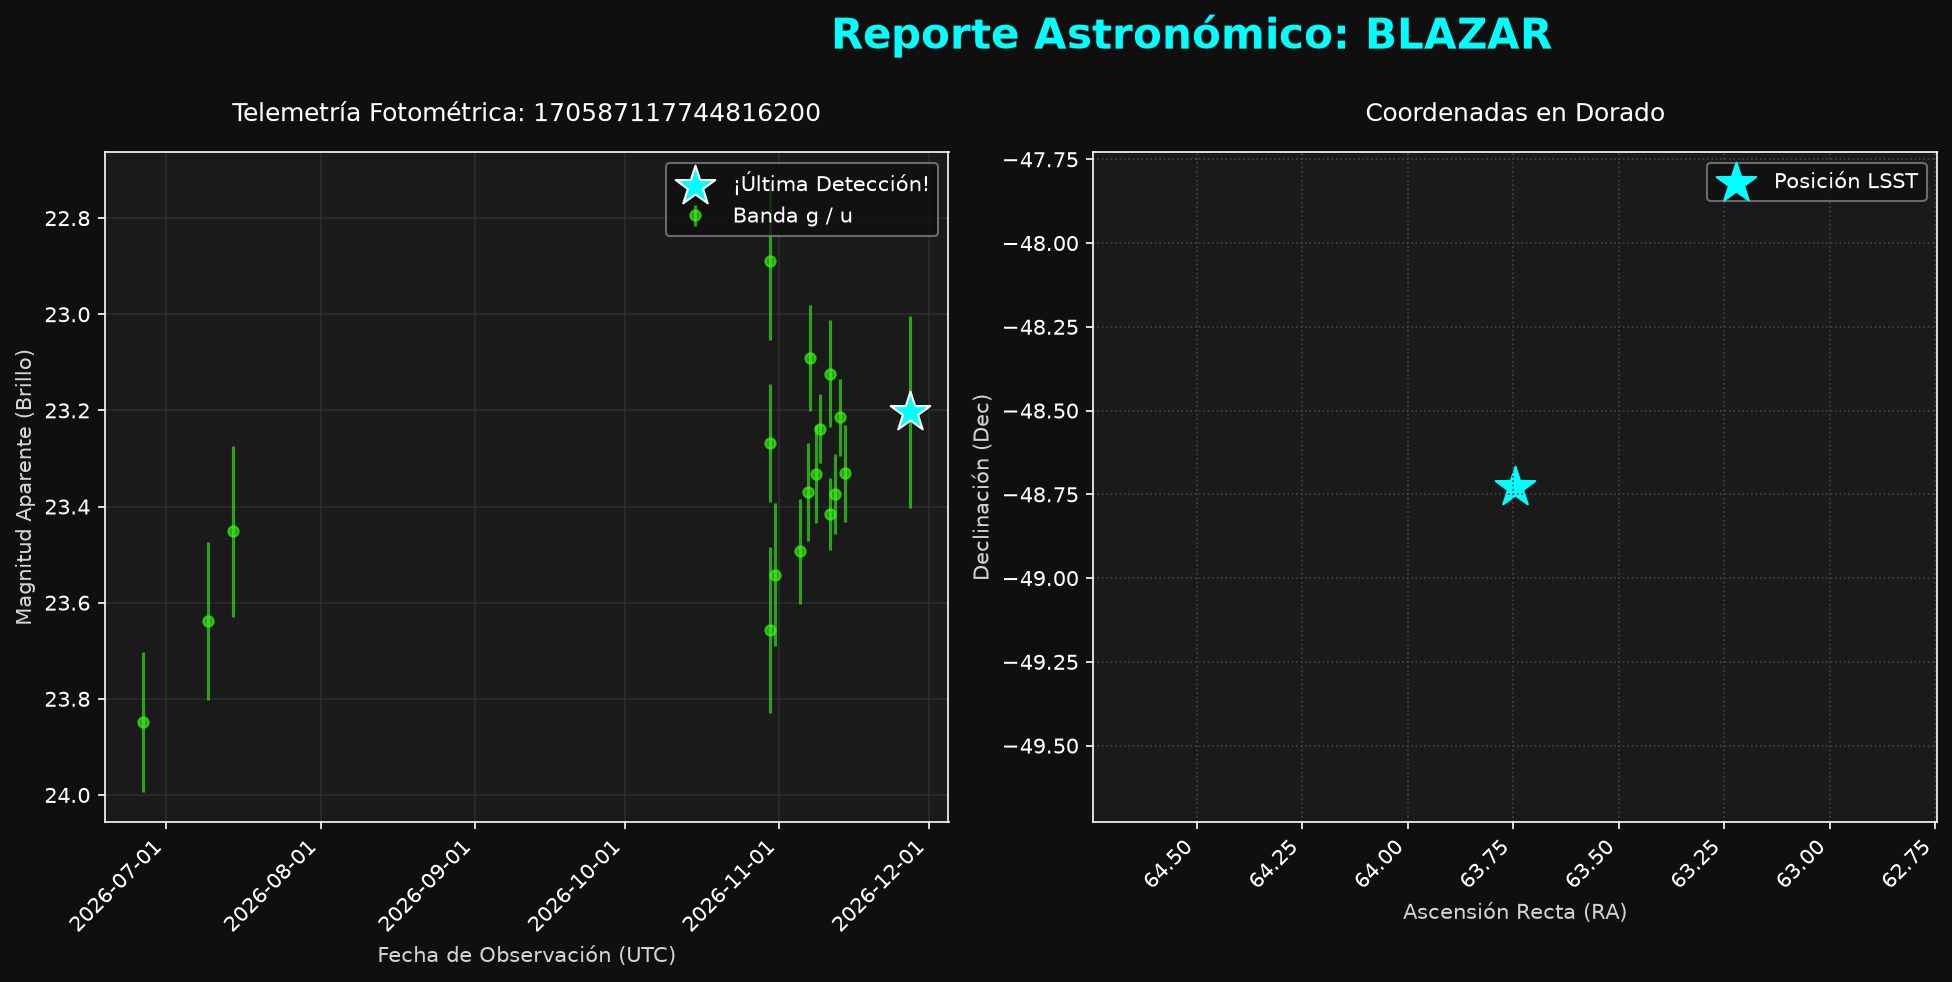 Reporte Astronómico: BLAZAR
Telemetría Fotométrica: 170587117744816200
¡Última Detección!
Banda g / u
22.8
23.0
23.2
23.4
23.6
23.8
24.0
Magnitud Aparente (Brillo)
2026-07-01
2026-08-01
2026-09-01
2026-10-01
2026-11-01
2026-12-01
Fecha de Observación (UTC)
Coordenadas en Dorado
Posición LSST
−47.75
−48.00
−48.25
−48.50
−48.75
−49.00
−49.25
−49.50
Declinación (Dec)
64.50
64.25
64.00
63.75
63.50
63.25
63.00
62.75
Ascensión Recta (RA)